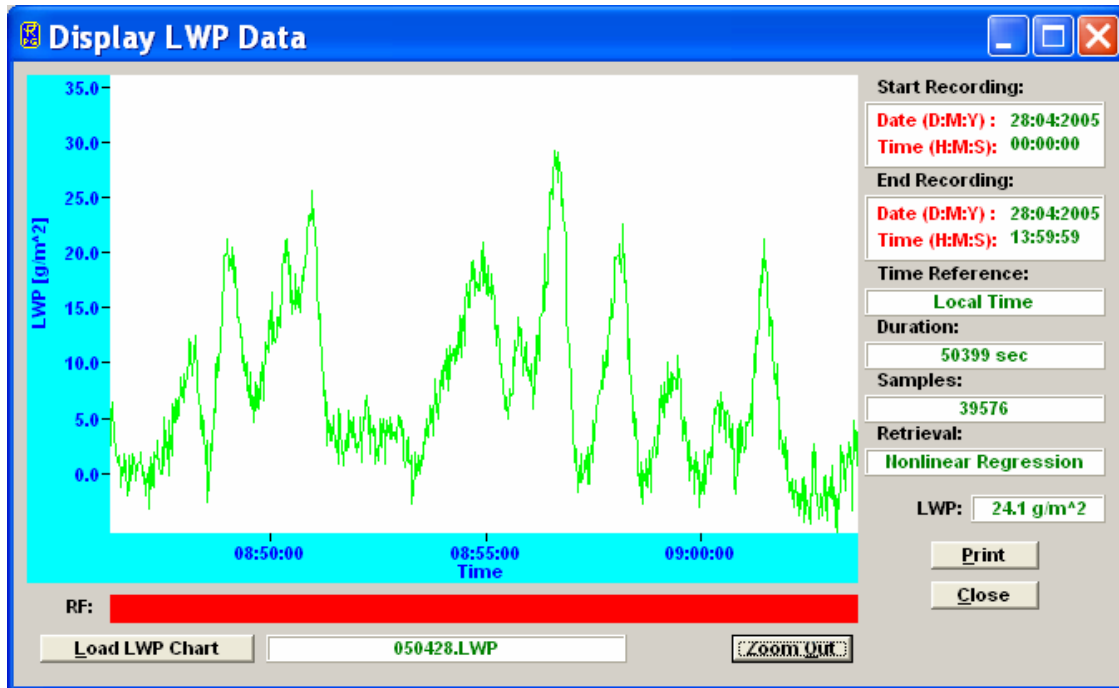 Display LWP Data
35.0
30.0
25.0
20.0
15.0
10.0
5.0
0.0
LWP [g/m^2]
08:50:00 08:55:00 09:00:00
Time
RF:
Load LWP Chart 050428.LWP Zoom Out
Start Recording:
Date (D:M:Y) : 28:04:2005
Time (H:M:S): 00:00:00
End Recording:
Date (D:M:Y) : 28:04:2005
Time (H:M:S): 13:59:59
Time Reference:
Local Time
Duration:
50399 sec
Samples:
39576
Retrieval:
Nonlinear Regression
LWP: 24.1 g/m^2
Print
Close